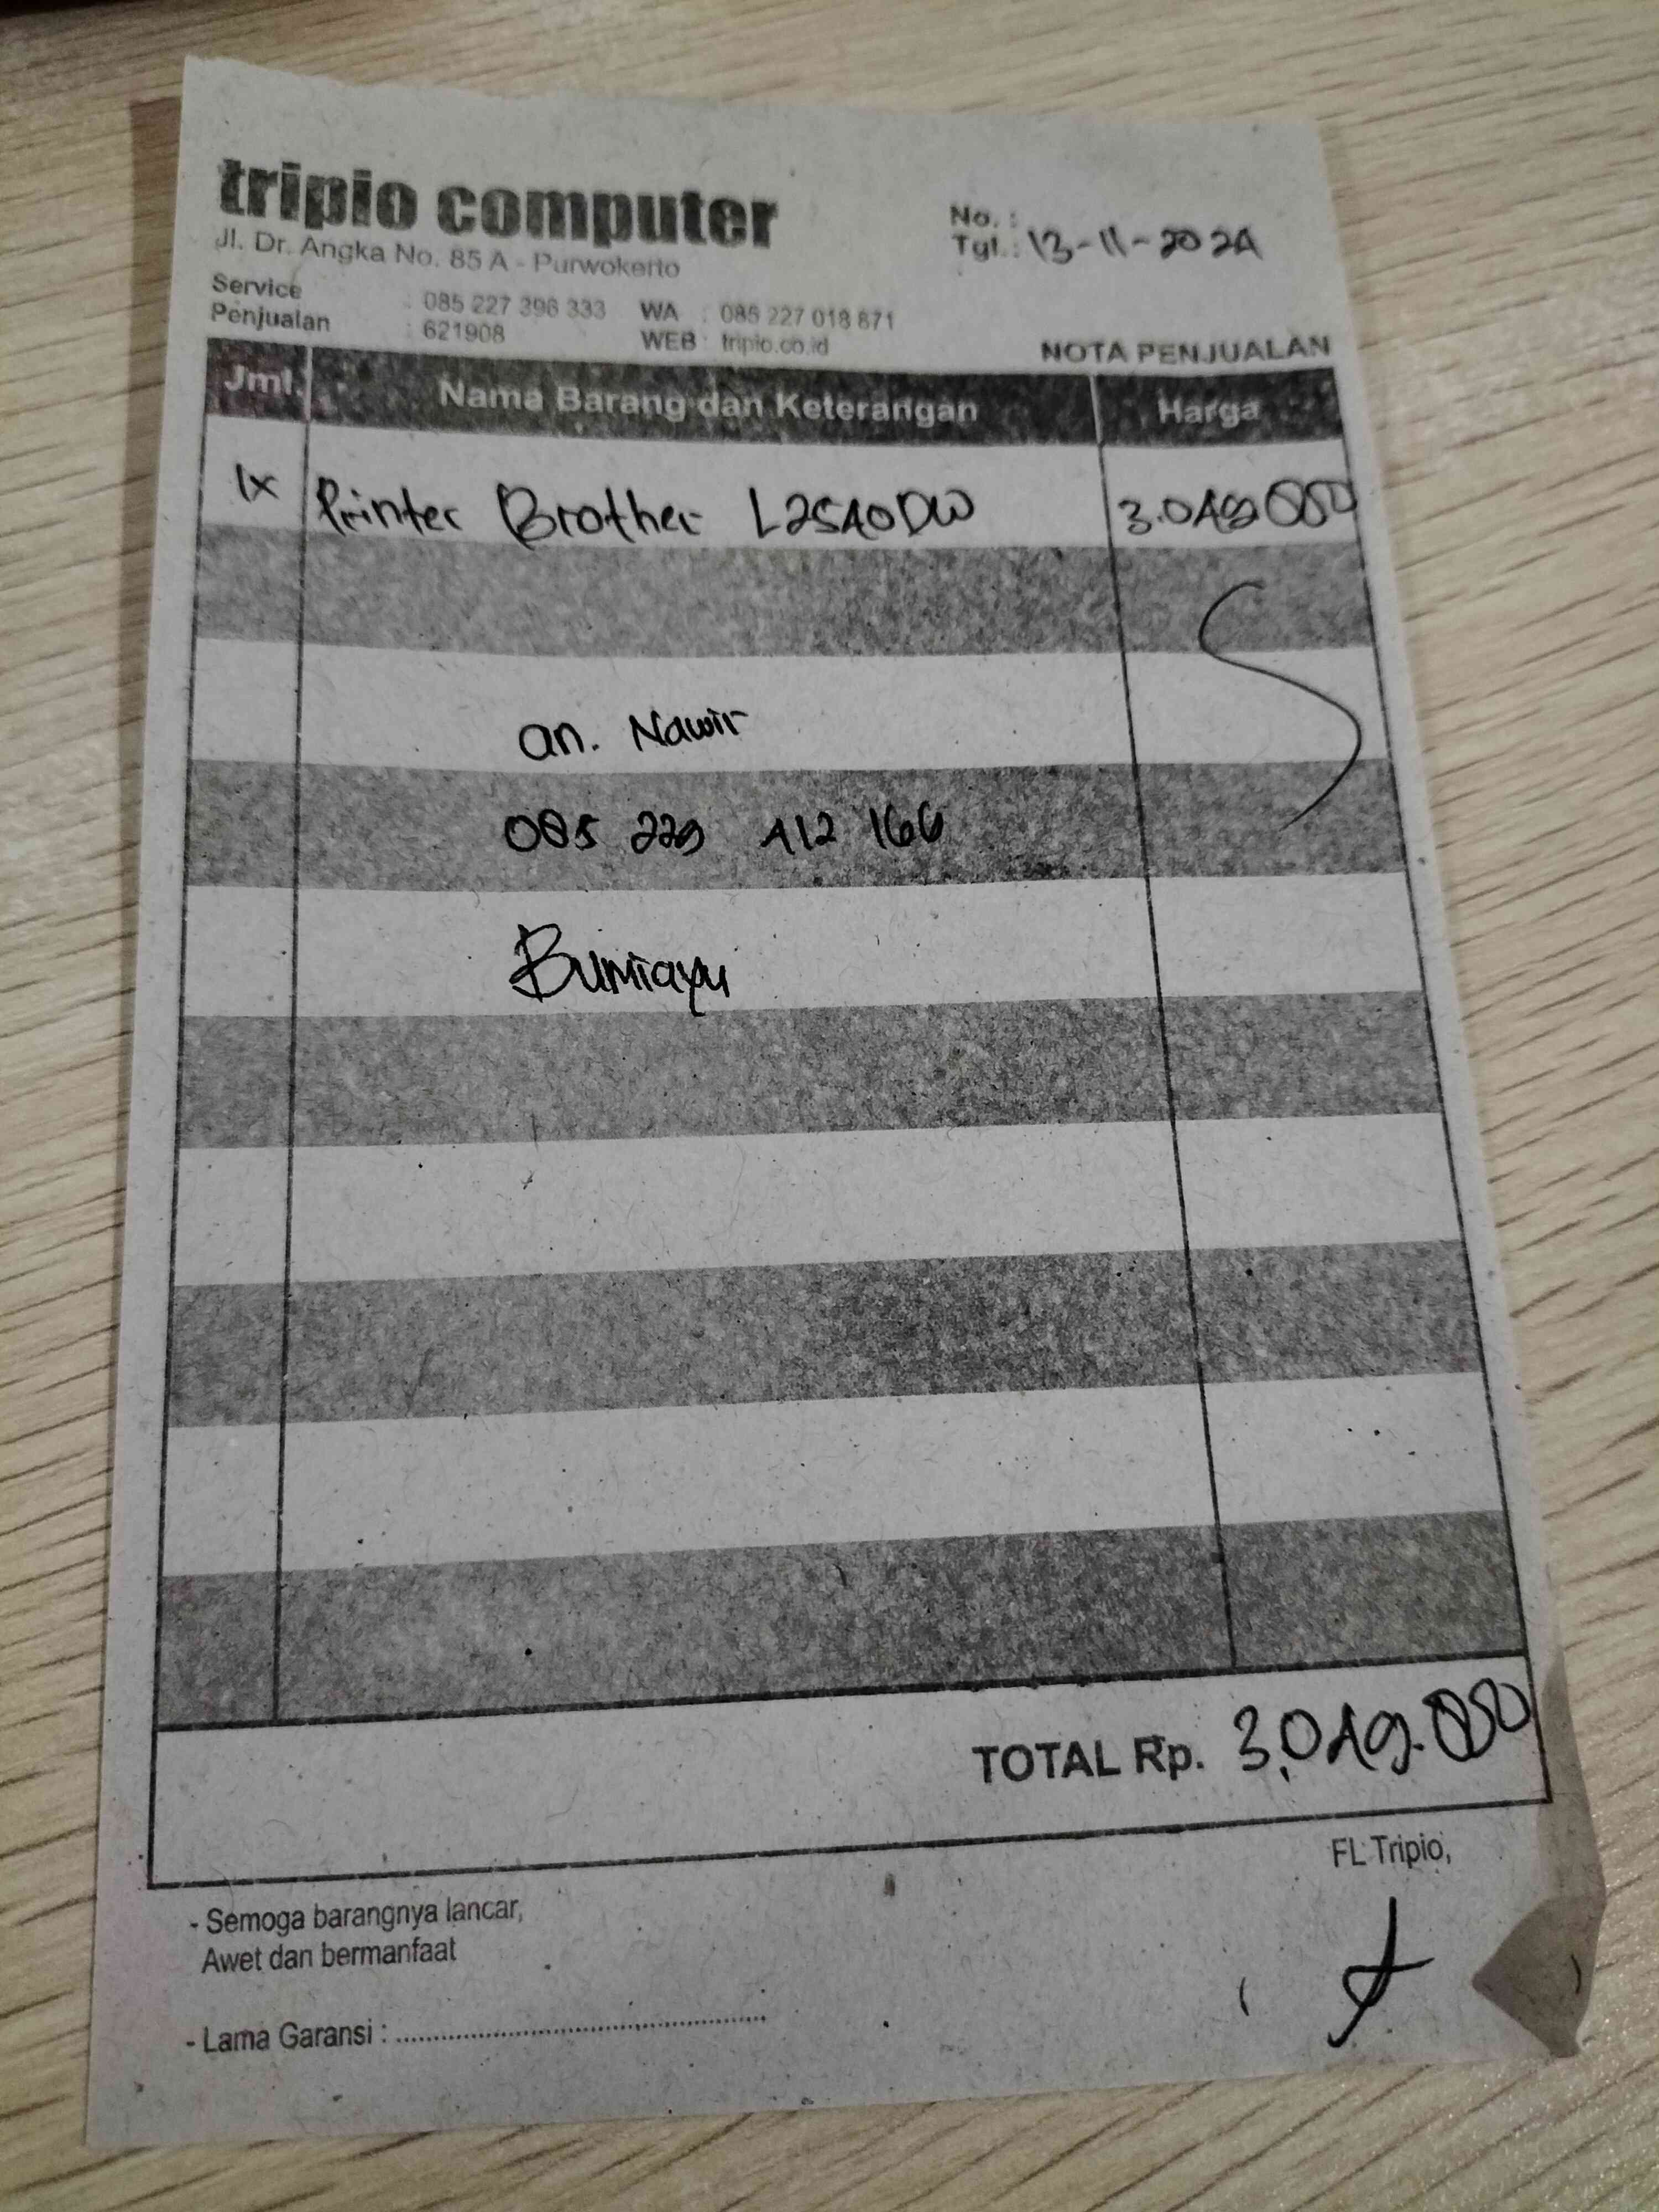 tripio computer
Jl. Dr. Angka No. 85 A - Purwokerto
No. :
Tgl. : 13-11-2024
Service : 085 227 396 333 WA : 085 227 018 871
Penjualan : 621908 WEB : tripio.co.id
NOTA PENJUALAN
Jml. Nama Barang dan Keterangan Harga
1x Printer Brother L2540DW 3.049.000
an. Nawir
085 229 412 166
Bumiayu
TOTAL Rp. 3.049.000
FL Tripio,
- Semoga barangnya lancar,
Awet dan bermanfaat
- Lama Garansi :